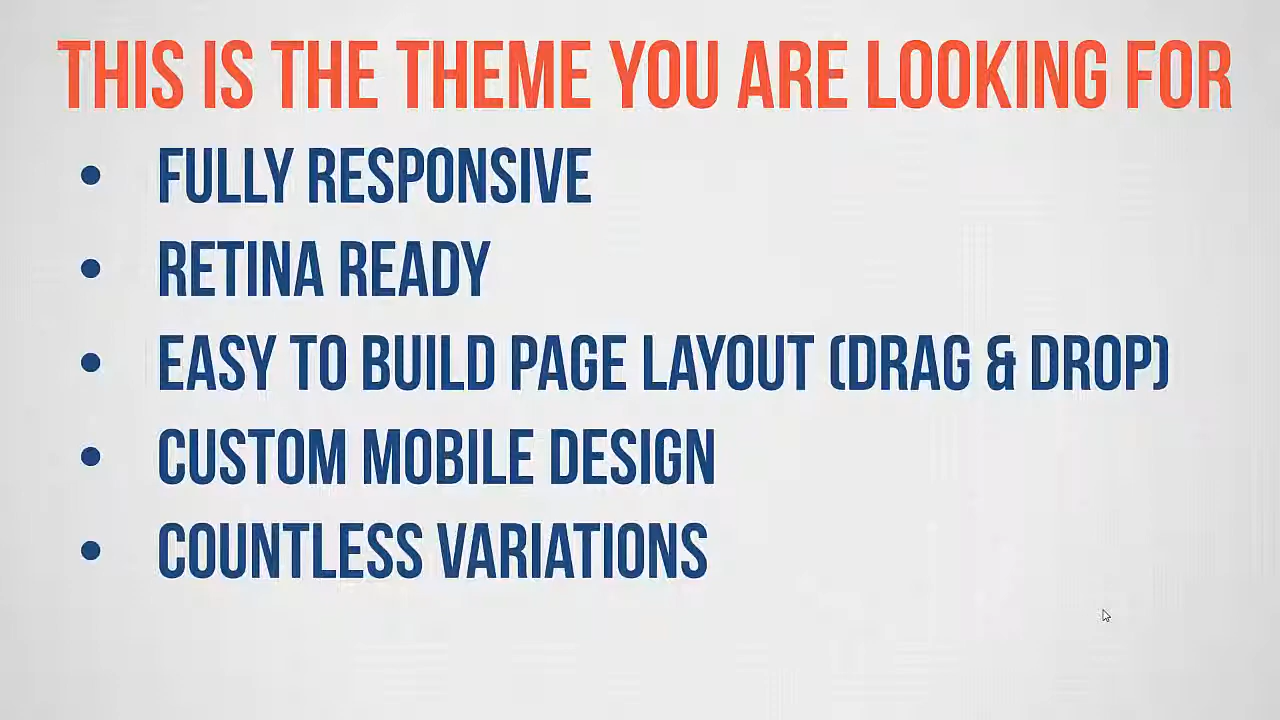 THIS IS THE THEME YOU ARE LOOKING FOR
• FULLY RESPONSIVE
• RETINA READY
• EASY TO BUILD PAGE LAYOUT (DRAG & DROP)
• CUSTOM MOBILE DESIGN
• COUNTLESS VARIATIONS